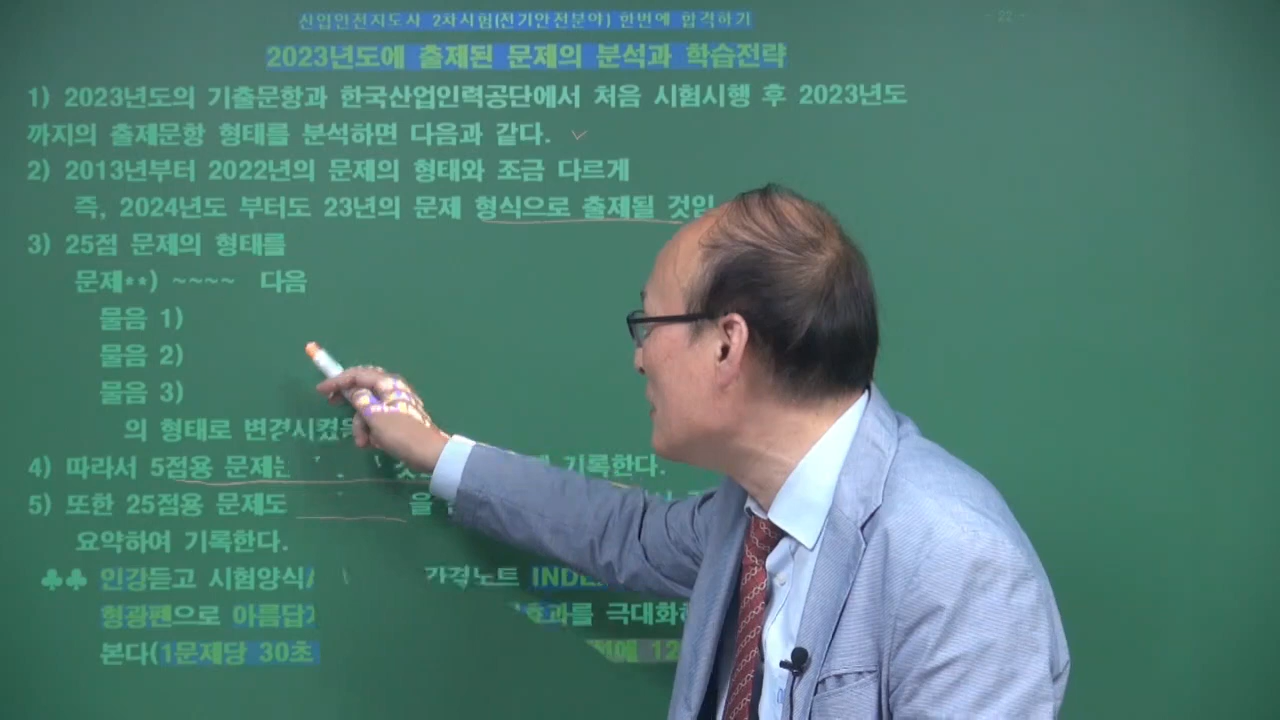 산업안전지도사 2차시험(전기안전분야) 한번에 합격하기
- 22 -
2023년도에 출제된 문제의 분석과 학습전략
1) 2023년도의 기출문항과 한국산업인력공단에서 처음 시험시행 후 2023년도
까지의 출제문항 형태를 분석하면 다음과 같다.
2) 2013년부터 2022년의 문제의 형태와 조금 다르게
즉, 2024년도 부터도 23년의 문제 형식으로 출제될 것임
3) 25점 문제의 형태를
문제**) ~~~~ 다음
물음 1)
물음 2)
물음 3)
의 형태로 변경시켰
4) 따라서 5점용 문제는 기록한다.
5) 또한 25점용 문제도 을
요약하여 기록한다.
♣♣ 인강듣고 시험양식 INDE
형광펜으로 아름답 를 극대화
본다(1문제당 30초 12